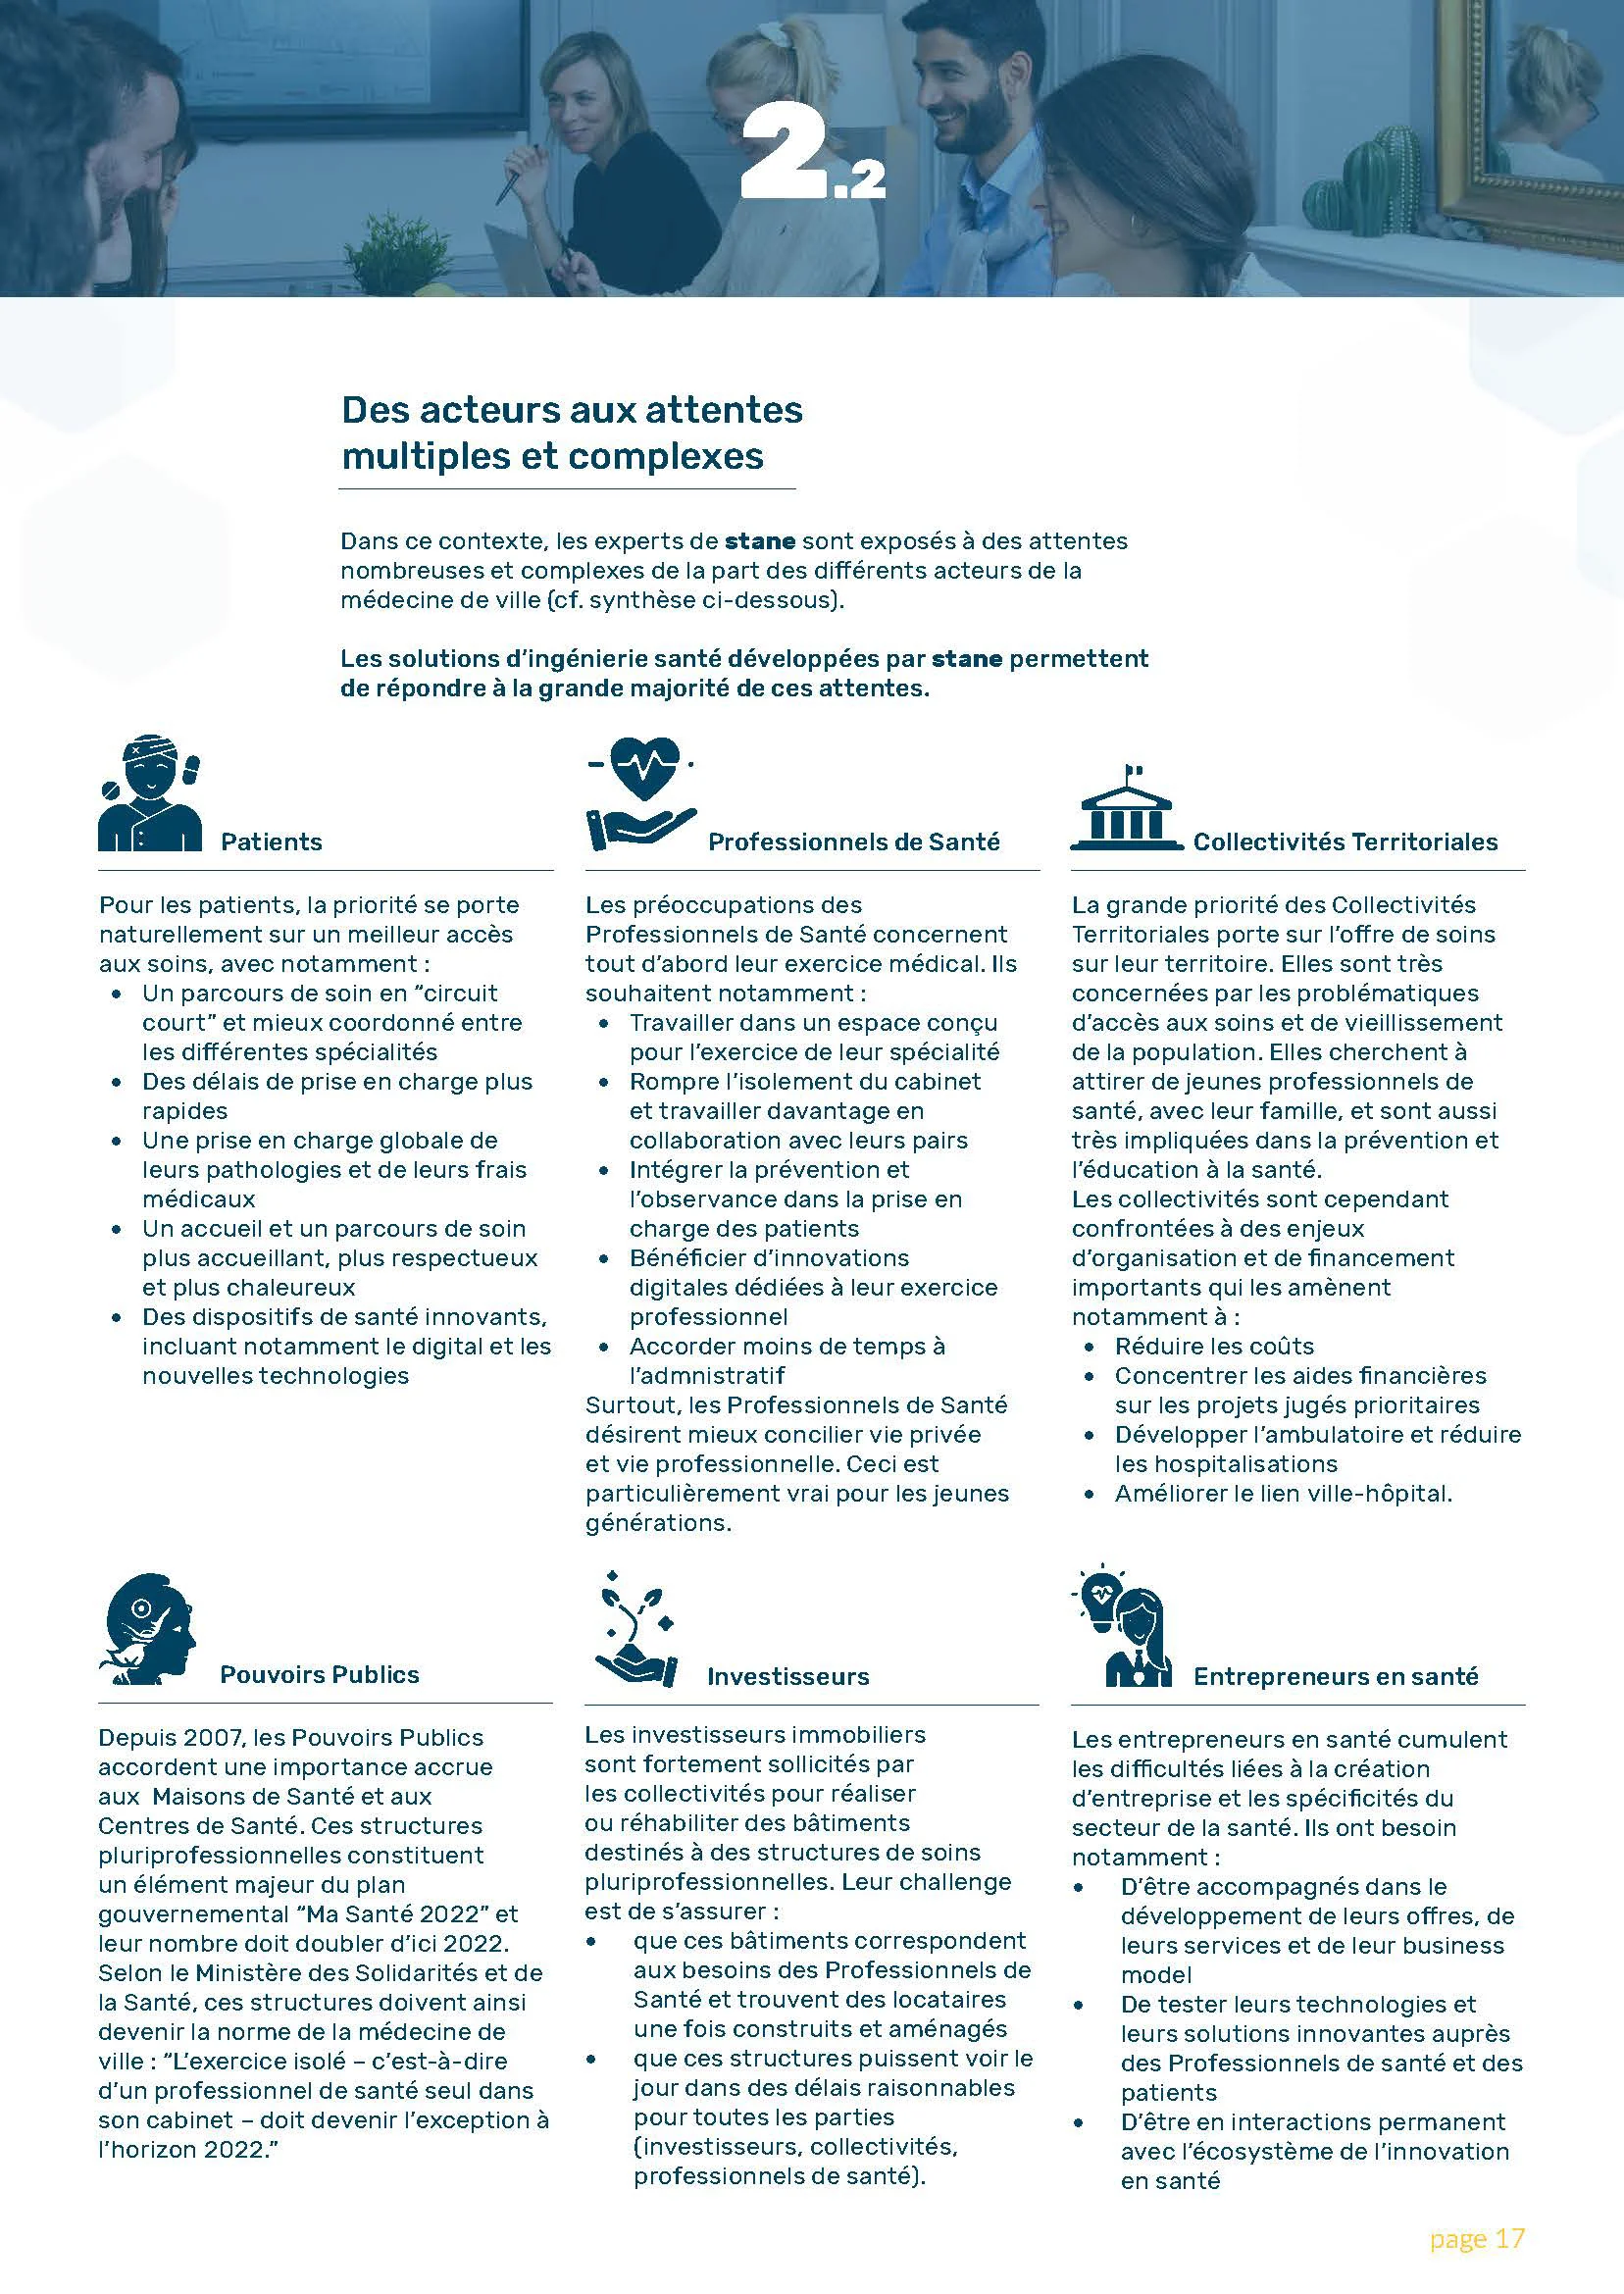 2.2
Des acteurs aux attentes
multiples et complexes
Dans ce contexte, les experts de stane sont exposés à des attentes
nombreuses et complexes de la part des différents acteurs de la
médecine de ville (cf. synthèse ci-dessous).
Les solutions d’ingénierie santé développées par stane permettent
de répondre à la grande majorité de ces attentes.
Patients
Pour les patients, la priorité se porte
naturellement sur un meilleur accès
aux soins, avec notamment :
• Un parcours de soin en “circuit
court” et mieux coordonné entre
les différentes spécialités
• Des délais de prise en charge plus
rapides
• Une prise en charge globale de
leurs pathologies et de leurs frais
médicaux
• Un accueil et un parcours de soin
plus accueillant, plus respectueux
et plus chaleureux
• Des dispositifs de santé innovants,
incluant notamment le digital et les
nouvelles technologies
Professionnels de Santé
Les préoccupations des
Professionnels de Santé concernent
tout d’abord leur exercice médical. Ils
souhaitent notamment :
• Travailler dans un espace conçu
pour l’exercice de leur spécialité
• Rompre l’isolement du cabinet
et travailler davantage en
collaboration avec leurs pairs
• Intégrer la prévention et
l’observance dans la prise en
charge des patients
• Bénéficier d’innovations
digitales dédiées à leur exercice
professionnel
• Accorder moins de temps à
l’admnistratif
Surtout, les Professionnels de Santé
désirent mieux concilier vie privée
et vie professionnelle. Ceci est
particulièrement vrai pour les jeunes
générations.
Collectivités Territoriales
La grande priorité des Collectivités
Territoriales porte sur l’offre de soins
sur leur territoire. Elles sont très
concernées par les problématiques
d’accès aux soins et de vieillissement
de la population. Elles cherchent à
attirer de jeunes professionnels de
santé, avec leur famille, et sont aussi
très impliquées dans la prévention et
l’éducation à la santé.
Les collectivités sont cependant
confrontées à des enjeux
d’organisation et de financement
importants qui les amènent
notamment à :
• Réduire les coûts
• Concentrer les aides financières
sur les projets jugés prioritaires
• Développer l’ambulatoire et réduire
les hospitalisations
• Améliorer le lien ville-hôpital.
Pouvoirs Publics
Depuis 2007, les Pouvoirs Publics
accordent une importance accrue
aux Maisons de Santé et aux
Centres de Santé. Ces structures
pluriprofessionnelles constituent
un élément majeur du plan
gouvernemental “Ma Santé 2022” et
leur nombre doit doubler d’ici 2022.
Selon le Ministère des Solidarités et de
la Santé, ces structures doivent ainsi
devenir la norme de la médecine de
ville : “L’exercice isolé – c’est-à-dire
d’un professionnel de santé seul dans
son cabinet – doit devenir l’exception à
l’horizon 2022.”
Investisseurs
Les investisseurs immobiliers
sont fortement sollicités par
les collectivités pour réaliser
ou réhabiliter des bâtiments
destinés à des structures de soins
pluriprofessionnelles. Leur challenge
est de s’assurer :
• que ces bâtiments correspondent
aux besoins des Professionnels de
Santé et trouvent des locataires
une fois construits et aménagés
• que ces structures puissent voir le
jour dans des délais raisonnables
pour toutes les parties
(investisseurs, collectivités,
professionnels de santé).
Entrepreneurs en santé
Les entrepreneurs en santé cumulent
les difficultés liées à la création
d’entreprise et les spécificités du
secteur de la santé. Ils ont besoin
notamment :
• D’être accompagnés dans le
développement de leurs offres, de
leurs services et de leur business
model
• De tester leurs technologies et
leurs solutions innovantes auprès
des Professionnels de santé et des
patients
• D’être en interactions permanent
avec l’écosystème de l’innovation
en santé
page 17